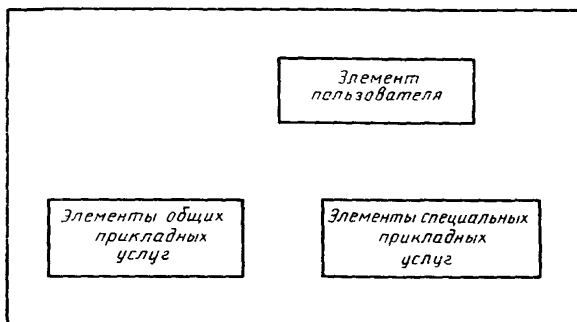 Элемент
пользователя
Элементы общих
прикладных
услуг
Элементы специальных
прикладных
услуг